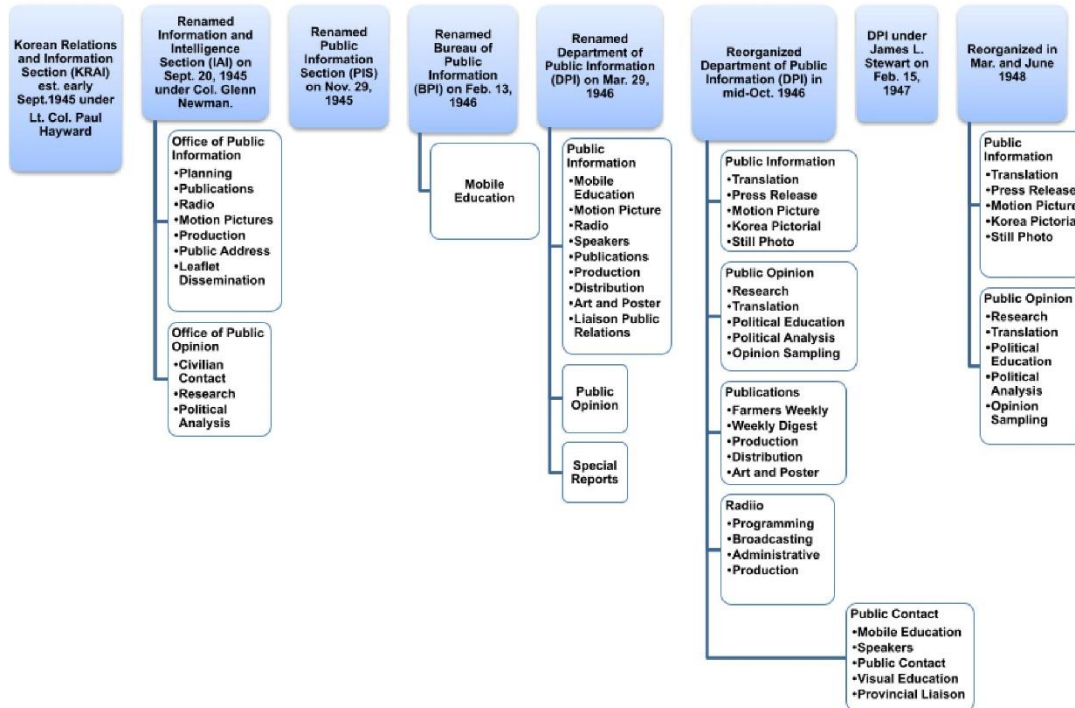 Korean Relations
and Information
Section (KRAI)
est. early
Sept.1945 under
Lt. Col. Paul
Hayward
Renamed
Information and
Intelligence
Section (IAI) on
Sept. 20, 1945
under Col. Glenn
Newman.
Office of Public
Information
•Planning
•Publications
•Radio
•Motion Pictures
•Production
•Public Address
•Leaflet
Dissemination
Office of Public
Opinion
•Civilian
Contact
•Research
•Political
Analysis
Renamed
Public
Information
Section (PIS)
on Nov. 29,
1945
Renamed
Bureau of
Public
Information
(BPI) on Feb. 13,
1946
Mobile
Education
Renamed
Department of
Public Information
(DPI) on Mar. 29,
1946
Public
Information
•Mobile
Education
•Motion Picture
•Radio
•Speakers
•Publications
•Production
•Distribution
•Art and Poster
•Liaison Public
Relations
Public
Opinion
Special
Reports
Reorganized
Department of Public
Information (DPI) in
mid-Oct. 1946
Public Information
•Translation
•Press Release
•Motion Picture
•Korea Pictorial
•Still Photo
Public Opinion
•Research
•Translation
•Political Education
•Political Analysis
•Opinion Sampling
Publications
•Farmers Weekly
•Weekly Digest
•Production
•Distribution
•Art and Poster
Radiio
•Programming
•Broadcasting
•Administrative
•Production
Public Contact
•Mobile Education
•Speakers
•Public Contact
•Visual Education
•Provincial Liaison
DPI under
James L.
Stewart on
Feb. 15,
1947
Reorganized in
Mar. and June
1948
Public
Information
•Translation
•Press Release
•Motion Picture
•Korea Pictorial
•Still Photo
Public Opinion
•Research
•Translation
•Political
Education
•Political
Analysis
•Opinion
Sampling